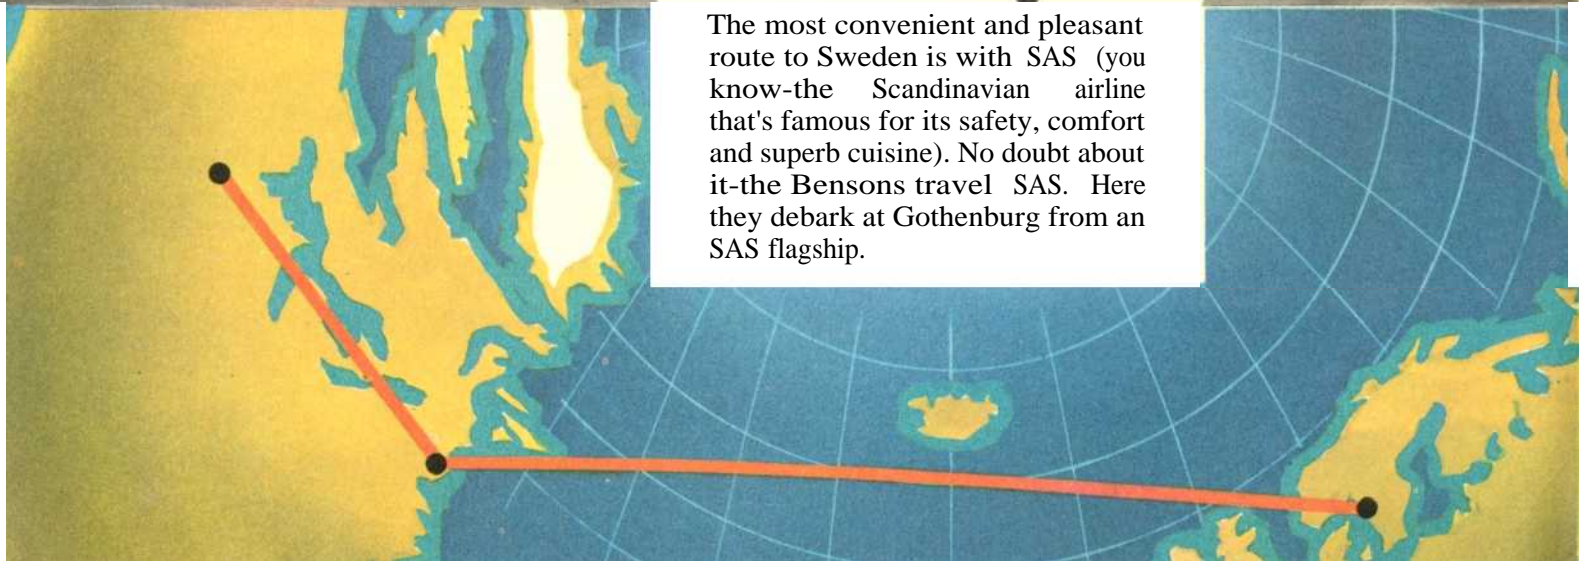 The most convenient and pleasant
route to Sweden is with SAS (you
know-the Scandinavian airline
that's famous for its safety, comfort
and superb cuisine). No doubt about
it-the Bensons travel SAS. Here
they debark at Gothenburg from an
SAS flagship.